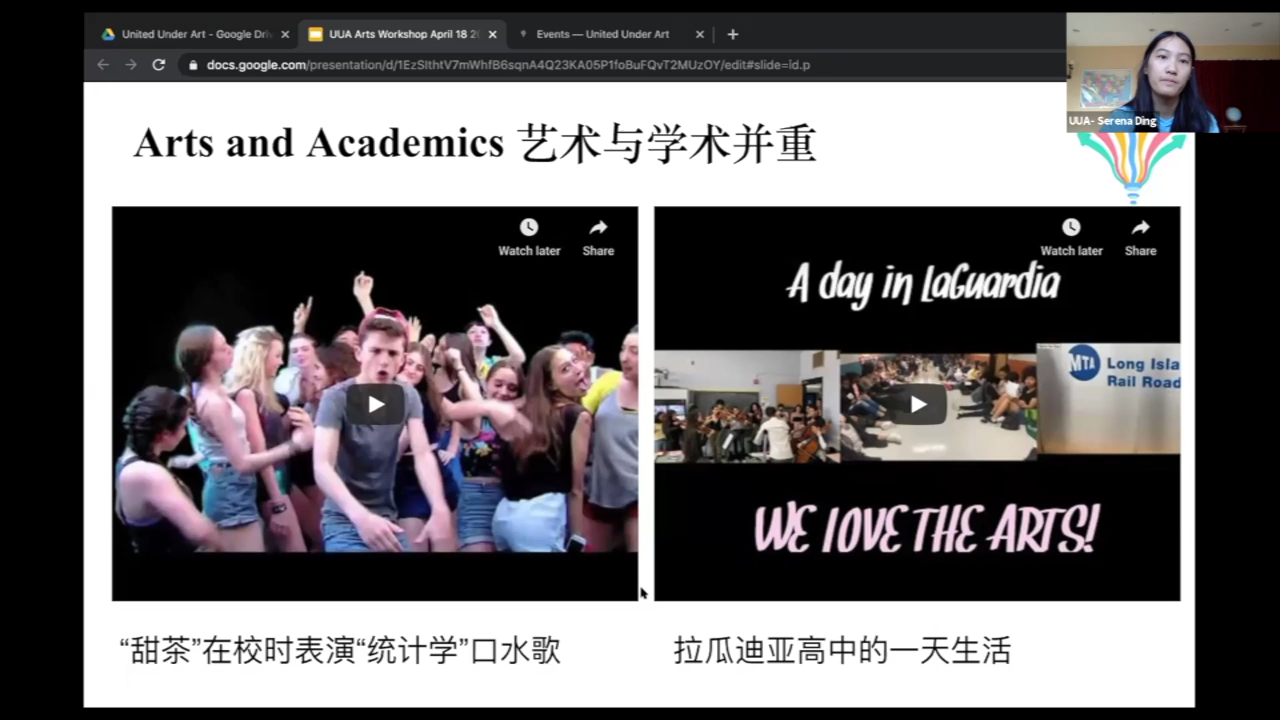 United Under Art - Google Driv
UUA Arts Workshop April 18 2
Events — United Under Art
docs.google.com/presentation/d/1EzSIthtV7mWhfB6sqnA4Q23KA05P1foBuFQvT2MUzOY/edit#slide=id.p
UUA- Serena Ding
Arts and Academics 艺术与学术并重
Watch later
Share
Watch later
Share
A day in LaGuardia
MTA
Long Isla
Rail Road
WE LOVE THE ARTS!
“甜茶”在校时表演“统计学”口水歌
拉瓜迪亚高中的一天生活